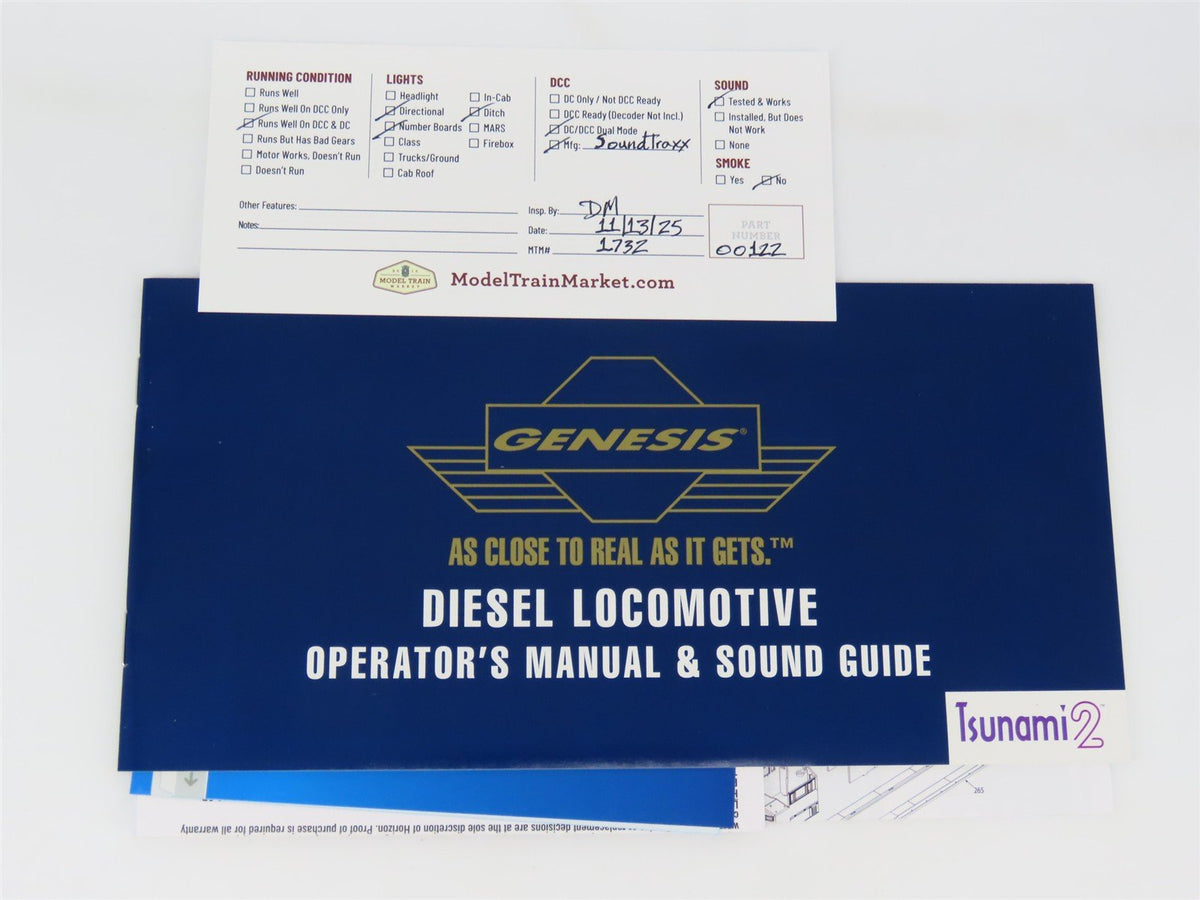 RUNNING CONDITION
Runs Well
Runs Well On DCC Only
Runs Well On DCC & DC
Runs But Has Bad Gears
Motor Works, Doesn't Run
Doesn't Run
LIGHTS
Headlight
Directional
Number Boards
Class
Trucks/Ground
Cab Roof
In-Cab
Ditch
MARS
Firebox
DCC
DC Only / Not DCC Ready
DCC Ready (Decoder Not Incl.)
DC/DCC Dual Mode
Mfg: Soundtraxx
SOUND
Tested & Works
Installed, But Does
Not Work
None
SMOKE
Yes No
Other Features:
Notes:
Insp. By: DM
Date: 11/13/25
MTM# 1732
PART
NUMBER
00122
MODEL TRAIN
MARKET
ModelTrainMarket.com
GENESIS®
AS CLOSE TO REAL AS IT GETS.™
DIESEL LOCOMOTIVE
OPERATOR'S MANUAL & SOUND GUIDE
Tsunami2™
265
replacement decisions are at the sole discretion of Horizon. Proof of purchase is required for all warranty